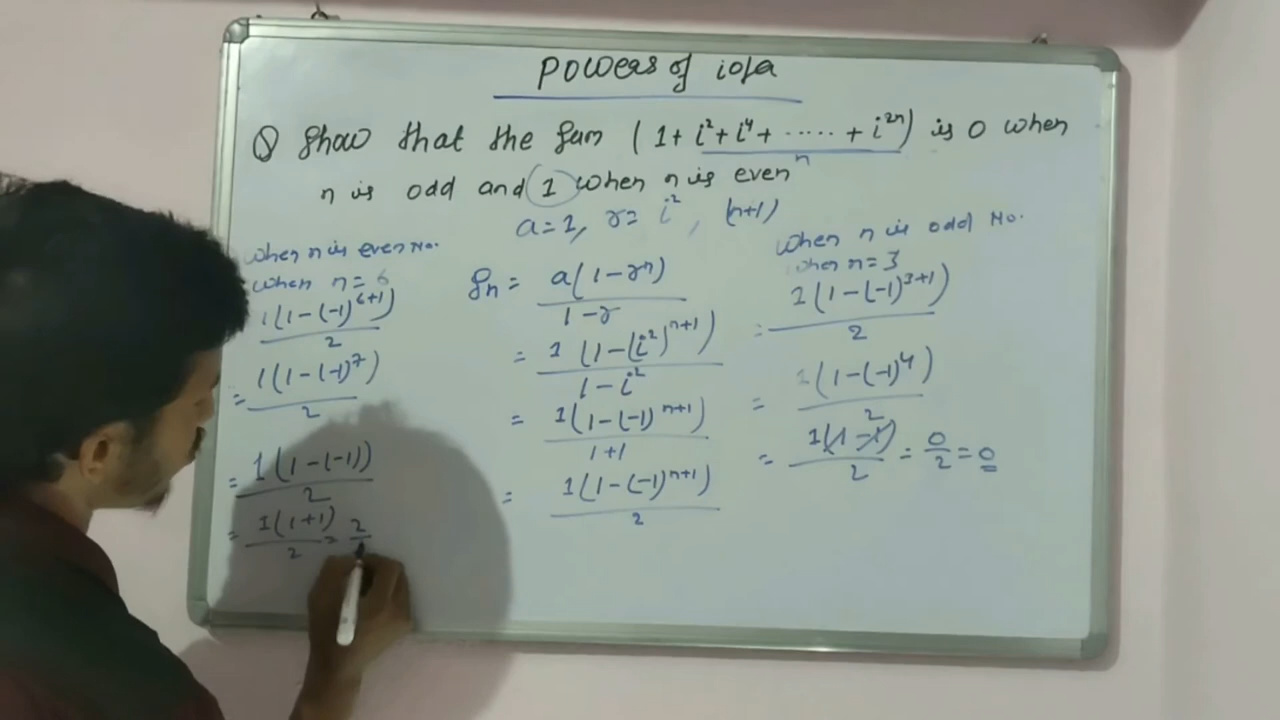 Powers of iota
Q Show that the sum (1 + i² + i⁴ + ..... + i²ⁿ) is 0 when
n is odd and 1 when n is even n
a=1, r= i², (n+1)
when n is even No.
when n = 6
1(1-(-1)⁶⁺¹)
2
= 1(1-(-1)⁷)
2
= 1(1-(-1))
2
= 1(1+1) = 2
2
Sn = a(1-rⁿ)
1-r
= 1 (1-(i²)ⁿ⁺¹)
1-i²
= 1(1-(-1)ⁿ⁺¹)
1+1
= 1(1-(-1)ⁿ⁺¹)
2
when n is odd No.
when n = 3
= 1(1-(-1)³⁺¹)
2
= 1(1-(-1)⁴)
2
= 1(1-1) = 0/2 = 0
2